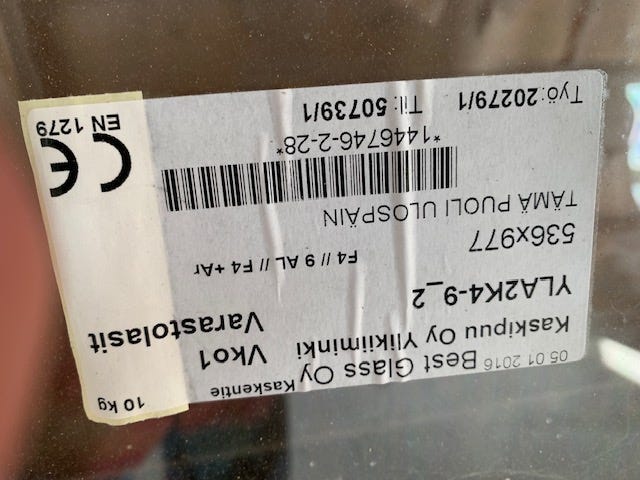 05.01 2016 Best Glass Oy Kaskentie 10 kg
Kaskipuu Oy Ylikiiminki Vko1
YLA2K4-9_2 Varastolasit
536x977 F4 // 9 AL // F4 +Ar
TÄMÄ PUOLI ULOSPÄIN
*1446746-2-28*
Työ:20279/1 Til: 50739/1
CE
EN 1279